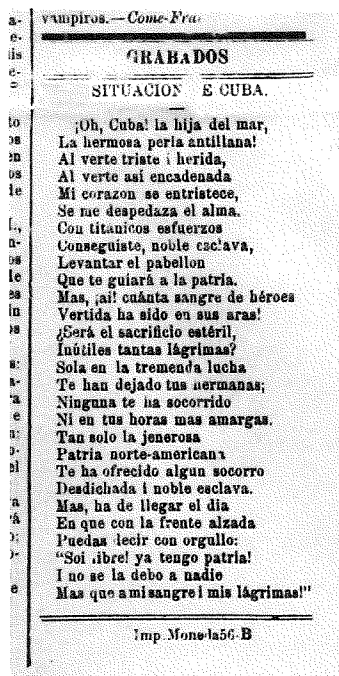 vampiros.—Come-Fra
GRABADOS
SITUACION E CUBA.
¡Oh, Cuba! la hija del mar,
La hermosa perla antillana!
Al verte triste i herida,
Al verte asi encadenada
Mi corazon se entristece,
Se me despedaza el alma.
Con titánicos esfuerzos
Conseguiste, noble esclava,
Levantar el pabellon
Que te guiará a la patria.
Mas, ¡ai! cuánta sangre de héroes
Vertida ha sido en sus aras!
¿Será el sacrificio estéril,
Inútiles tantas lágrimas?
Sola en la tremenda lucha
Te han dejado tus hermanas;
Ninguna te ha socorrido
Ni en tus horas mas amargas.
Tan solo la jenerosa
Patria norte-americana
Te ha ofrecido algun socorro
Desdichada i noble esclava.
Mas, ha de llegar el dia
En que con la frente alzada
Puedas decir con orgullo:
"Soi libre! ya tengo patria!
I no se la debo a nadie
Mas que a mi sangre i mis lágrimas!"
Imp. Moneda 56-B